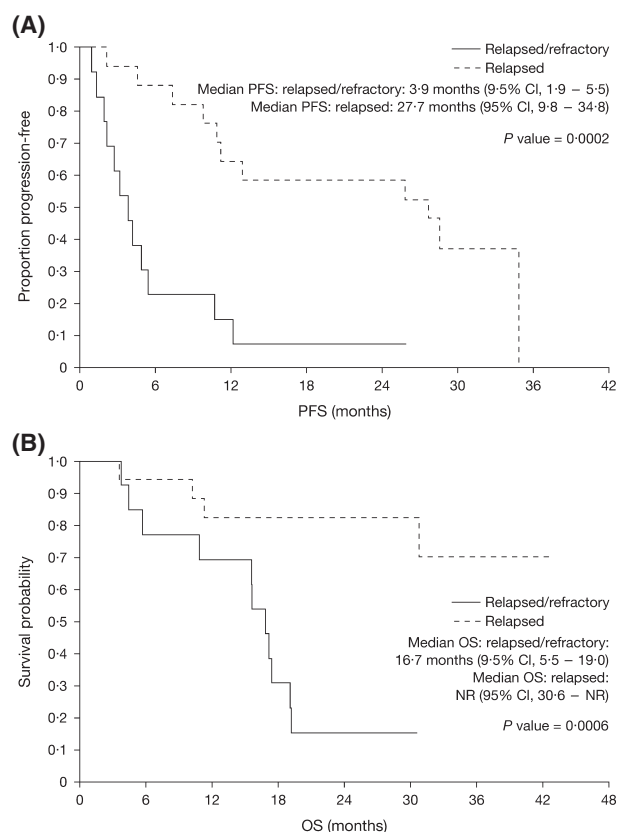 (A)
1·0
0·9
0·8
0·7
0·6
0·5
0·4
0·3
0·2
0·1
0
Proportion progression-free
Relapsed/refractory
Relapsed
Median PFS: relapsed/refractory: 3·9 months (9·5% CI, 1·9 – 5·5)
Median PFS: relapsed: 27·7 months (95% CI, 9·8 – 34·8)
P value = 0·0002
0 6 12 18 24 30 36 42
PFS (months)
(B)
1·0
0·9
0·8
0·7
0·6
0·5
0·4
0·3
0·2
0·1
0
Survival probability
Relapsed/refractory
Relapsed
Median OS: relapsed/refractory:
16·7 months (9·5% CI, 5·5 – 19·0)
Median OS: relapsed:
NR (95% CI, 30·6 – NR)
P value = 0·0006
0 6 12 18 24 30 36 42 48
OS (months)